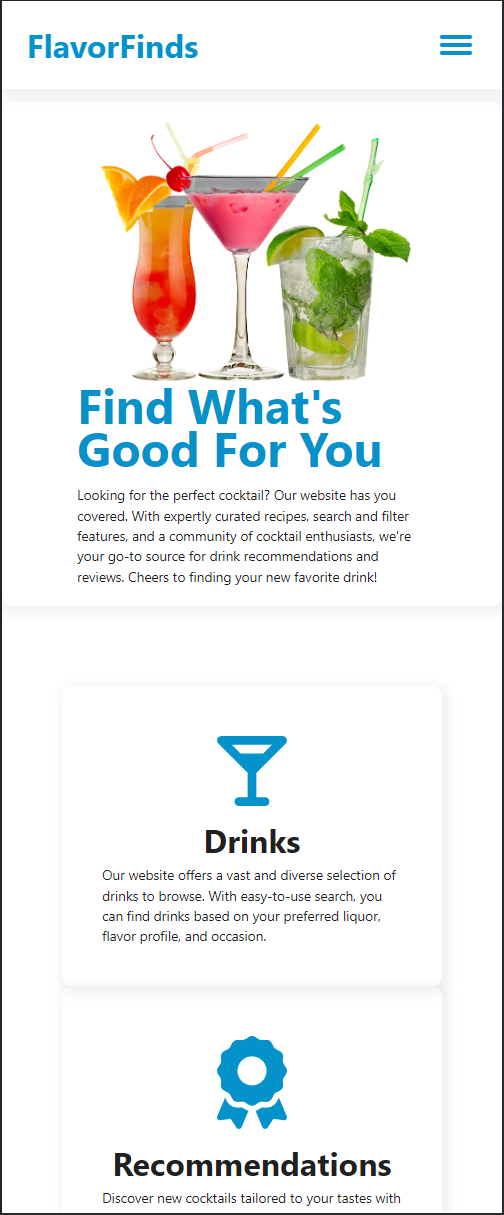 FlavorFinds
Find What's
Good For You
Looking for the perfect cocktail? Our website has you
covered. With expertly curated recipes, search and filter
features, and a community of cocktail enthusiasts, we're
your go-to source for drink recommendations and
reviews. Cheers to finding your new favorite drink!
Drinks
Our website offers a vast and diverse selection of
drinks to browse. With easy-to-use search, you
can find drinks based on your preferred liquor,
flavor profile, and occasion.
Recommendations
Discover new cocktails tailored to your tastes with